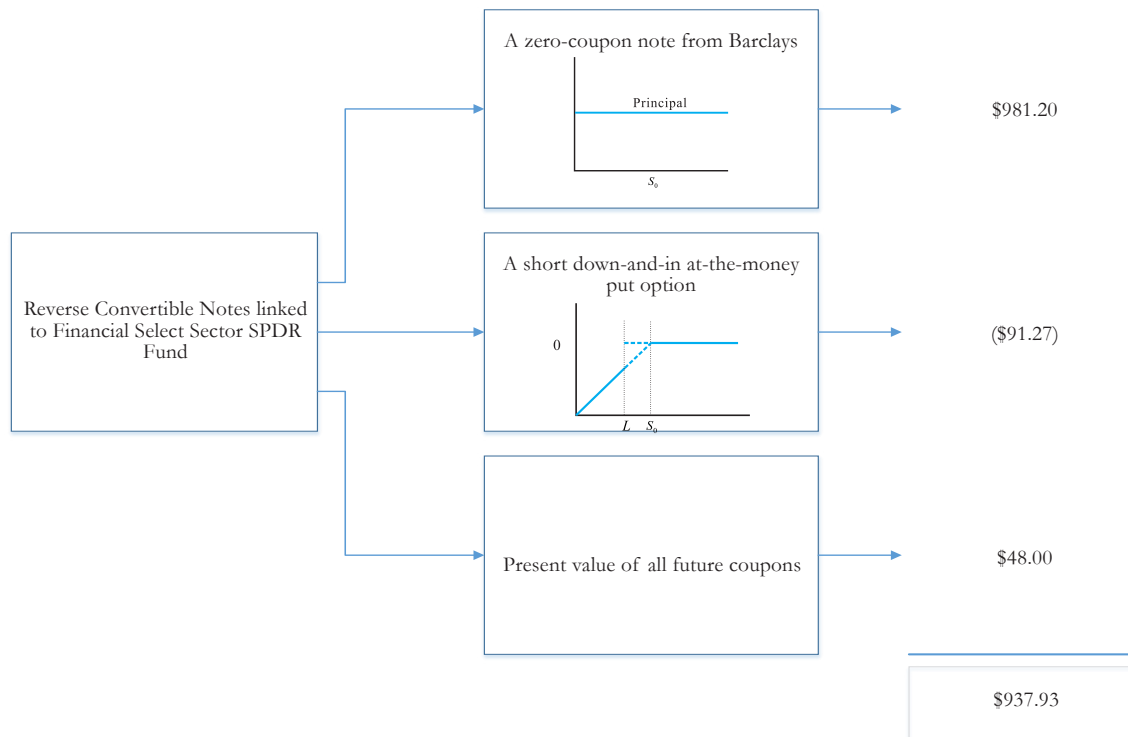 Reverse Convertible Notes linked
to Financial Select Sector SPDR
Fund
A zero-coupon note from Barclays
Principal
S₀
$981.20
A short down-and-in at-the-money
put option
0
L S₀
($91.27)
Present value of all future coupons
$48.00
$937.93